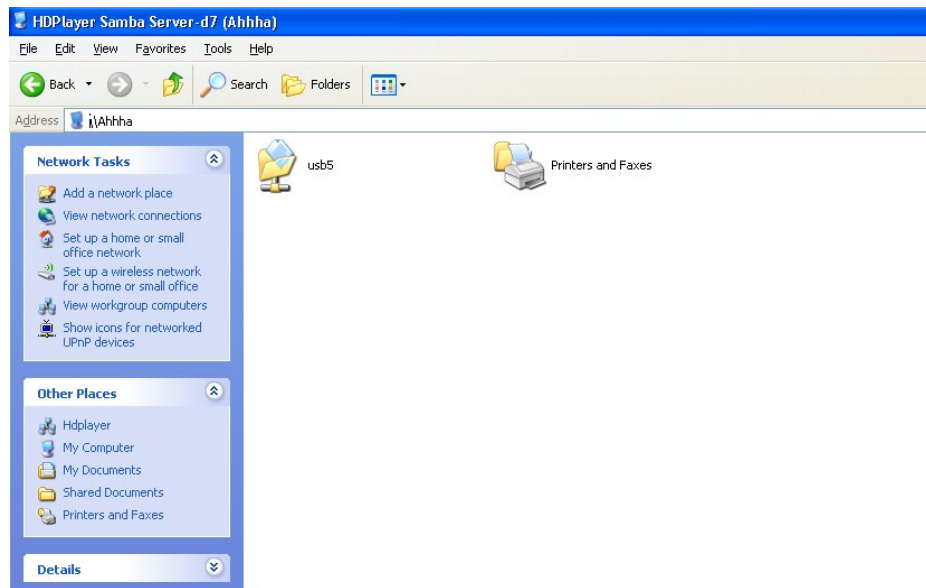 HDPlayer Samba Server-d7 (Ahhha)
File Edit View Favorites Tools Help
Back Search Folders
Address \\Ahhha
Network Tasks
Add a network place
View network connections
Set up a home or small
office network
Set up a wireless network
for a home or small office
View workgroup computers
Show icons for networked
UPnP devices
Other Places
Hdplayer
My Computer
My Documents
Shared Documents
Printers and Faxes
Details
usb5
Printers and Faxes